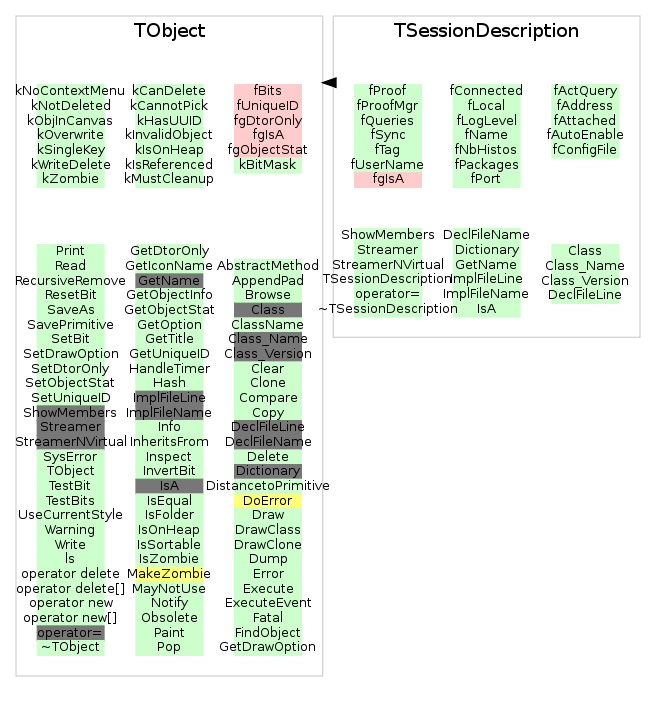 TObject
kNoContextMenu
kNotDeleted
kObjInCanvas
kOverwrite
kSingleKey
kWriteDelete
kZombie
kCanDelete
kCannotPick
kHasUUID
kInvalidObject
kIsOnHeap
kIsReferenced
kMustCleanup
fBits
fUniqueID
fgDtorOnly
fgIsA
fgObjectStat
kBitMask
Print
Read
RecursiveRemove
ResetBit
SaveAs
SavePrimitive
SetBit
SetDrawOption
SetDtorOnly
SetObjectStat
SetUniqueID
ShowMembers
Streamer
StreamerNVirtual
SysError
TObject
TestBit
TestBits
UseCurrentStyle
Warning
Write
ls
operator delete
operator delete[]
operator new
operator new[]
operator=
~TObject
GetDtorOnly
GetIconName
GetName
GetObjectInfo
GetObjectStat
GetOption
GetTitle
GetUniqueID
HandleTimer
Hash
ImplFileLine
ImplFileName
Info
InheritsFrom
Inspect
InvertBit
IsA
IsEqual
IsFolder
IsOnHeap
IsSortable
IsZombie
MakeZombie
MayNotUse
Notify
Obsolete
Paint
Pop
AbstractMethod
AppendPad
Browse
Class
ClassName
Class_Name
Class_Version
Clear
Clone
Compare
Copy
DeclFileLine
DeclFileName
Delete
Dictionary
DistancetoPrimitive
DoError
Draw
DrawClass
DrawClone
Dump
Error
Execute
ExecuteEvent
Fatal
FindObject
GetDrawOption
TSessionDescription
fProof
fProofMgr
fQueries
fSync
fTag
fUserName
fgIsA
fConnected
fLocal
fLogLevel
fName
fNbHistos
fPackages
fPort
fActQuery
fAddress
fAttached
fAutoEnable
fConfigFile
ShowMembers
Streamer
StreamerNVirtual
TSessionDescription
operator=
~TSessionDescription
DeclFileName
Dictionary
GetName
ImplFileLine
ImplFileName
IsA
Class
Class_Name
Class_Version
DeclFileLine